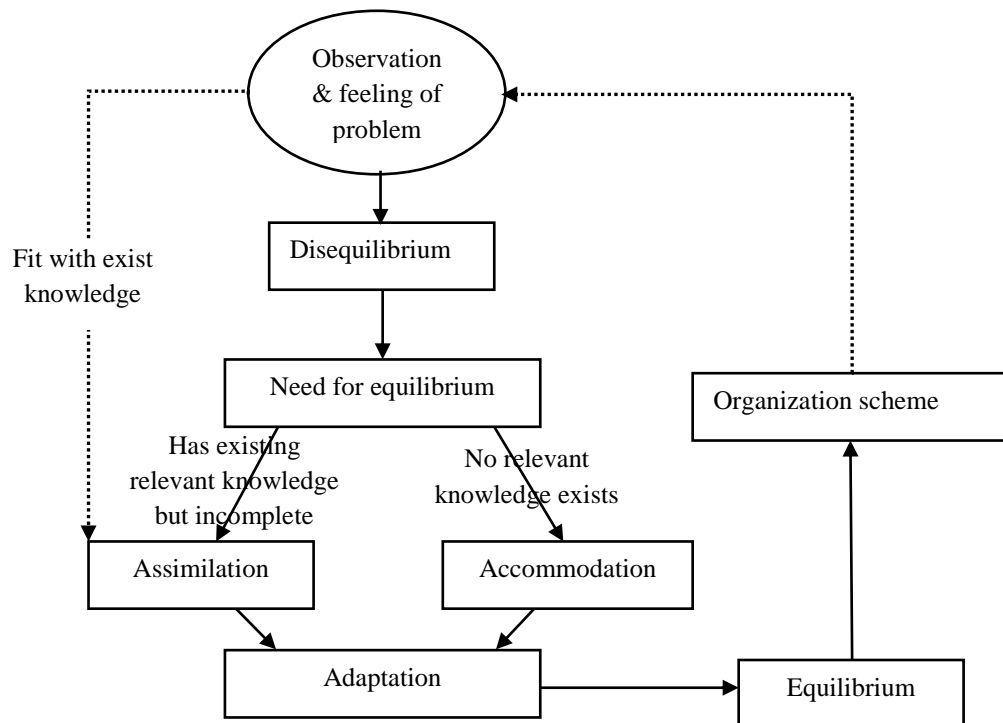 Observation
& feeling of
problem
Disequilibrium
Fit with exist
knowledge
Need for equilibrium
Organization scheme
Has existing
relevant knowledge
but incomplete
No relevant
knowledge exists
Assimilation
Accommodation
Adaptation
Equilibrium